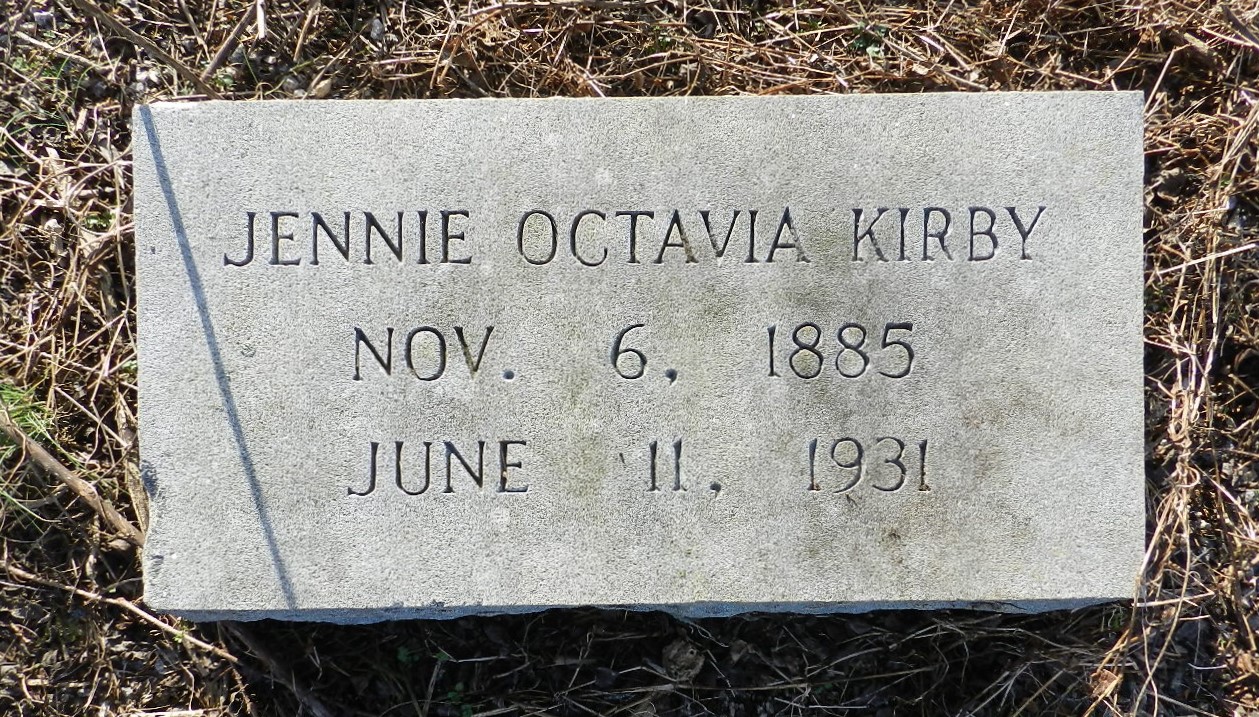 JENNIE OCTAVIA KIRBY
NOV. 6, 1885
JUNE 11, 1931